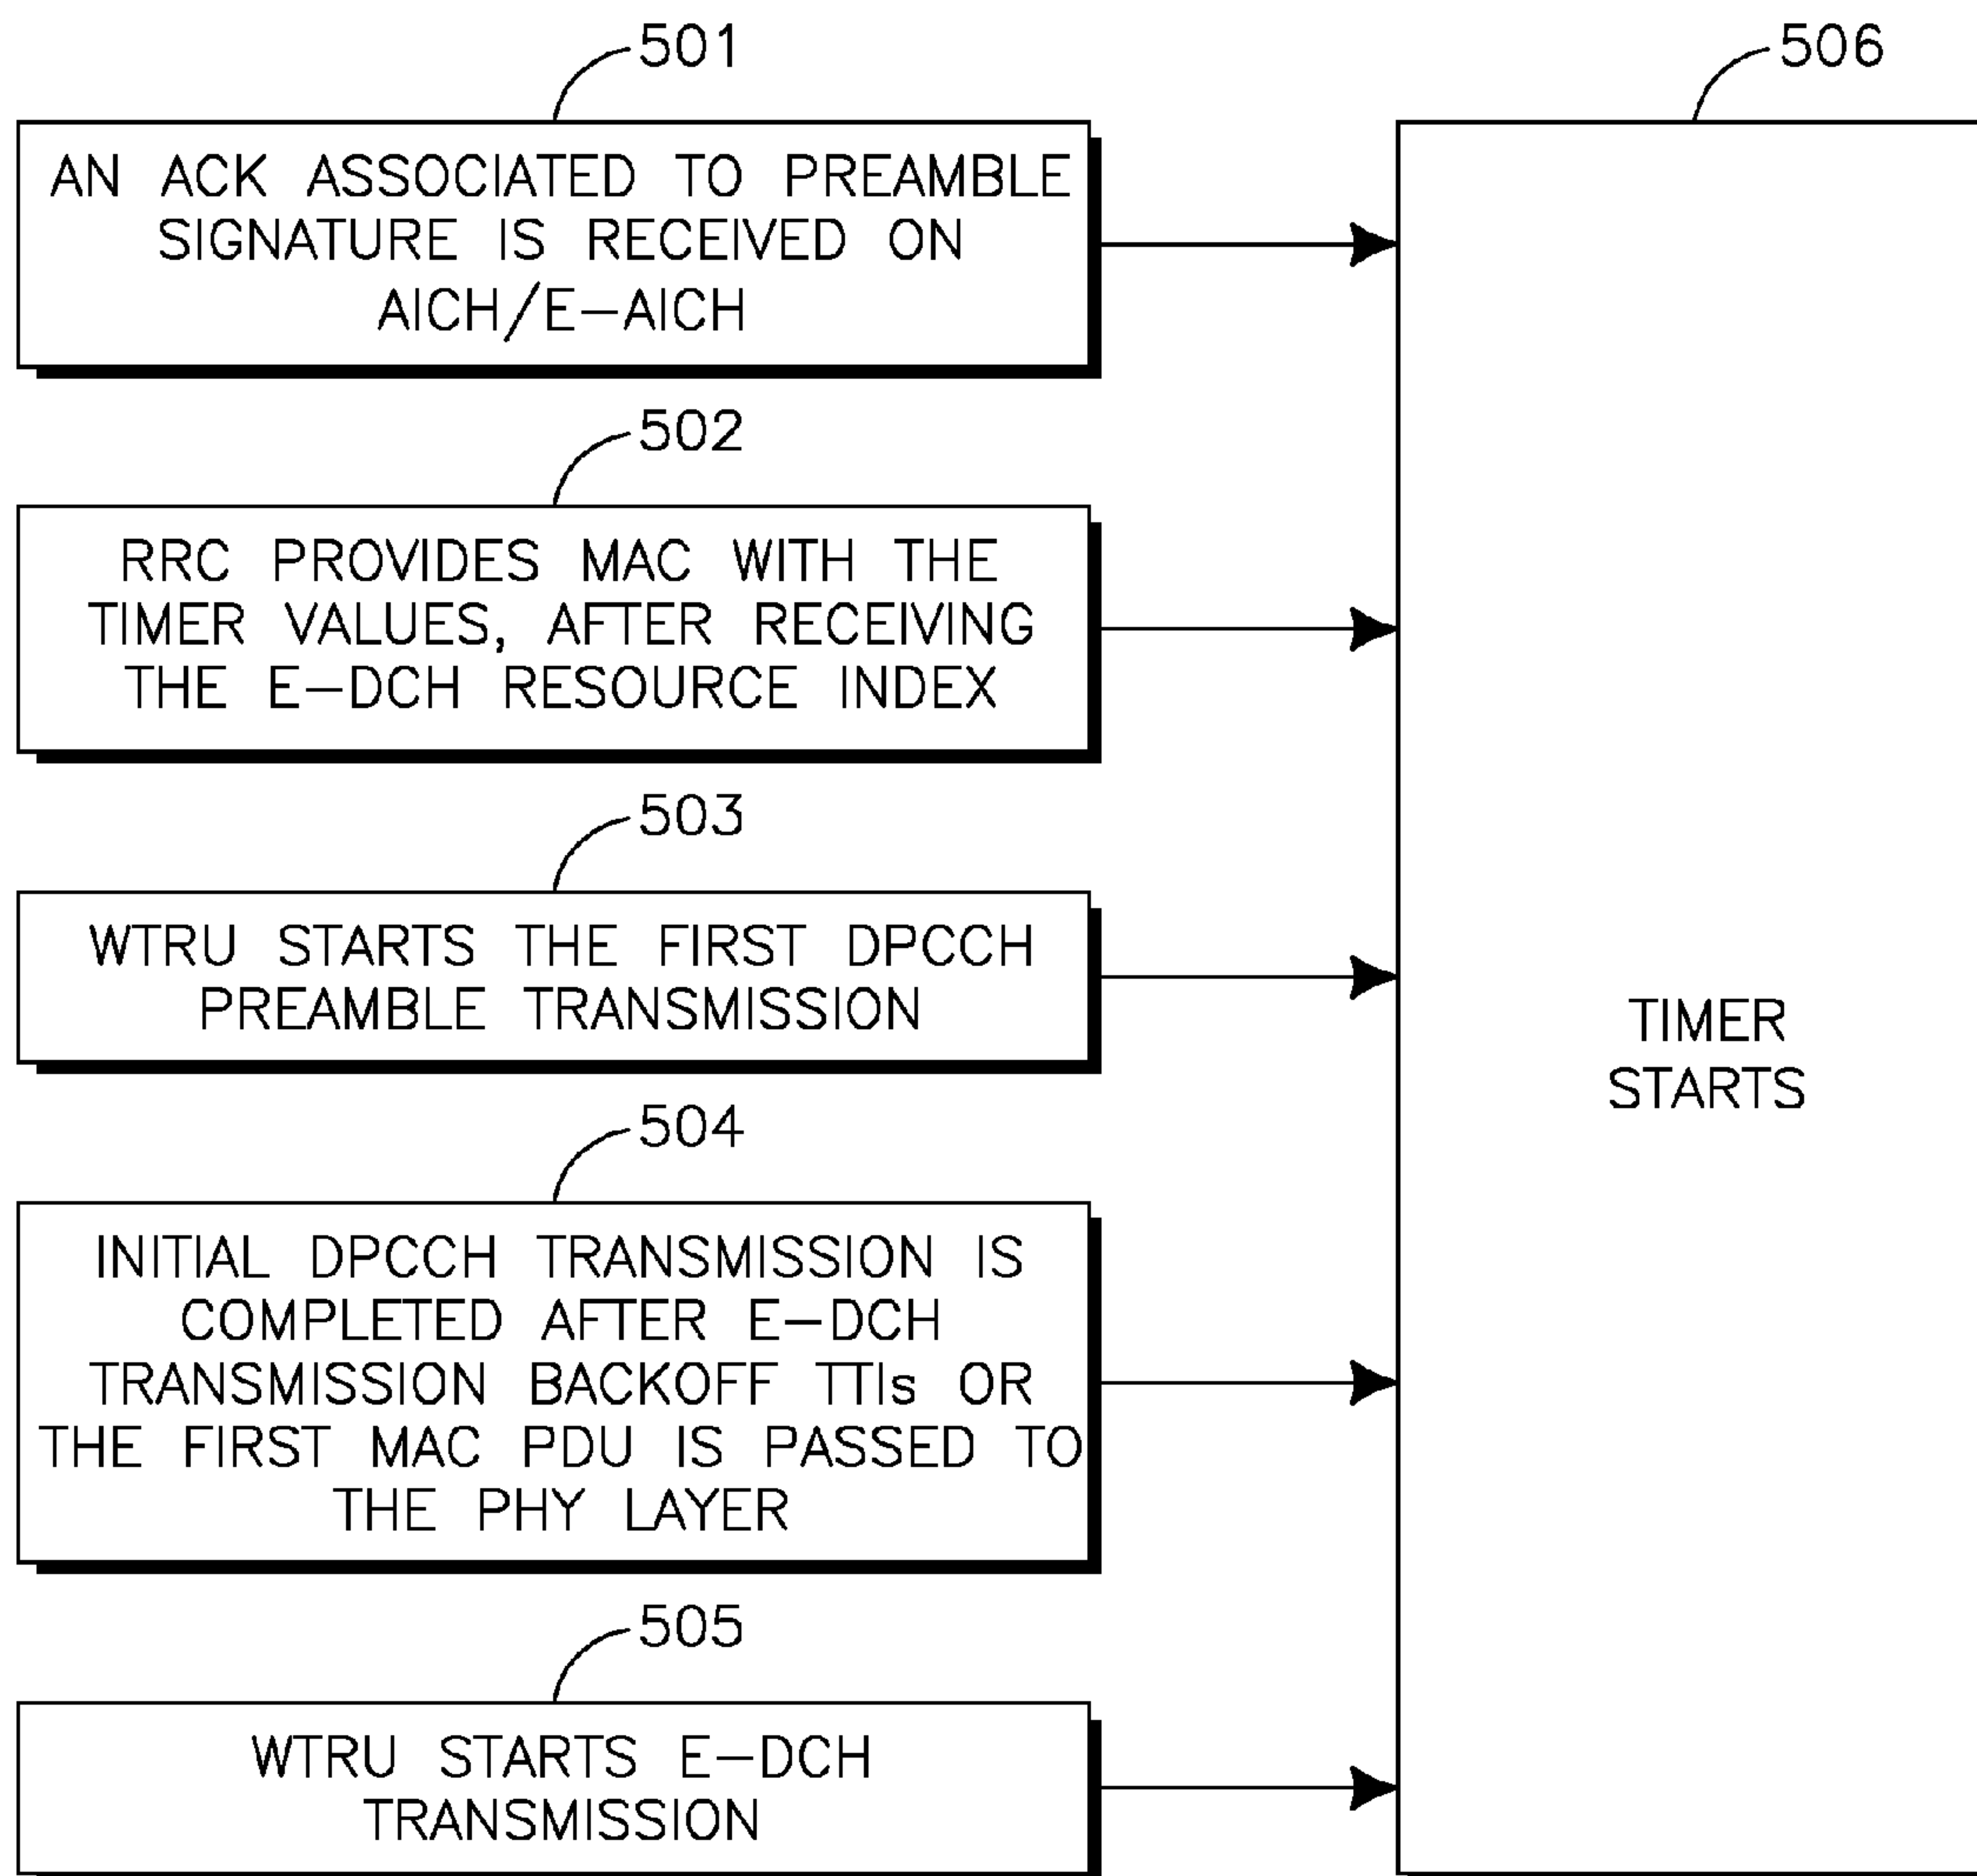 501
506
AN ACK ASSOCIATED TO PREAMBLE
SIGNATURE IS RECEIVED ON
AICH/E–AICH
502
RRC PROVIDES MAC WITH THE
TIMER VALUES, AFTER RECEIVING
THE E–DCH RESOURCE INDEX
503
WTRU STARTS THE FIRST DPCCH
PREAMBLE TRANSMISSION
TIMER
STARTS
504
INITIAL DPCCH TRANSMISSION IS
COMPLETED AFTER E–DCH
TRANSMISSION BACKOFF TTIs OR
THE FIRST MAC PDU IS PASSED TO
THE PHY LAYER
505
WTRU STARTS E–DCH
TRANSMISSION